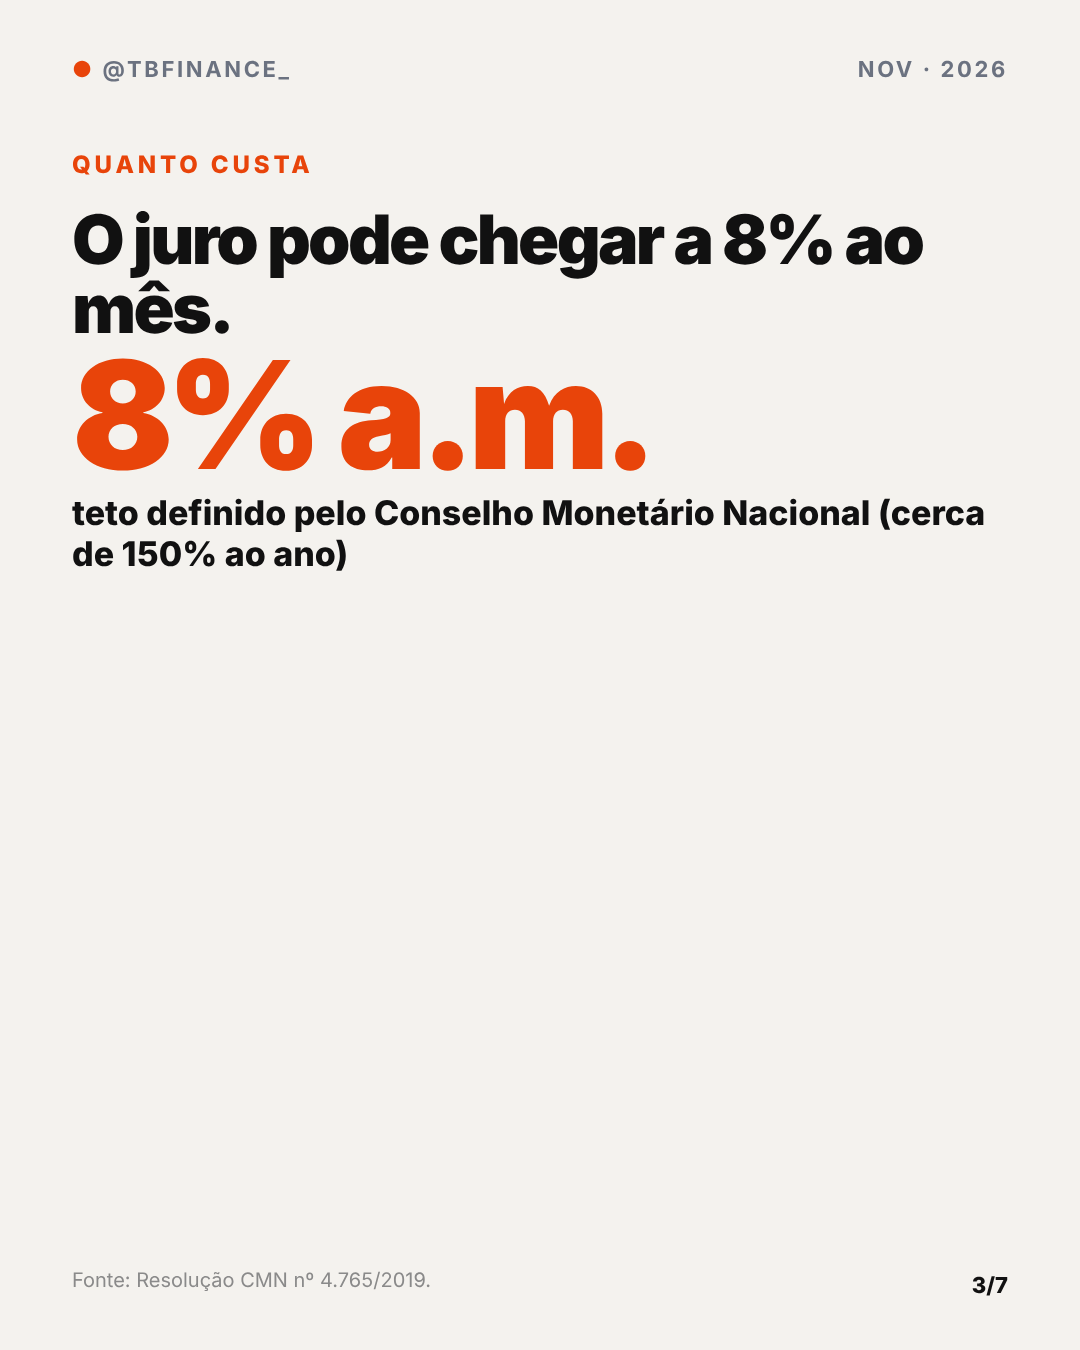 @TBFINANCE_
NOV · 2026
QUANTO CUSTA
O juro pode chegar a 8% ao
mês.
8% a.m.
teto definido pelo Conselho Monetário Nacional (cerca
de 150% ao ano)
Fonte: Resolução CMN nº 4.765/2019.
3/7